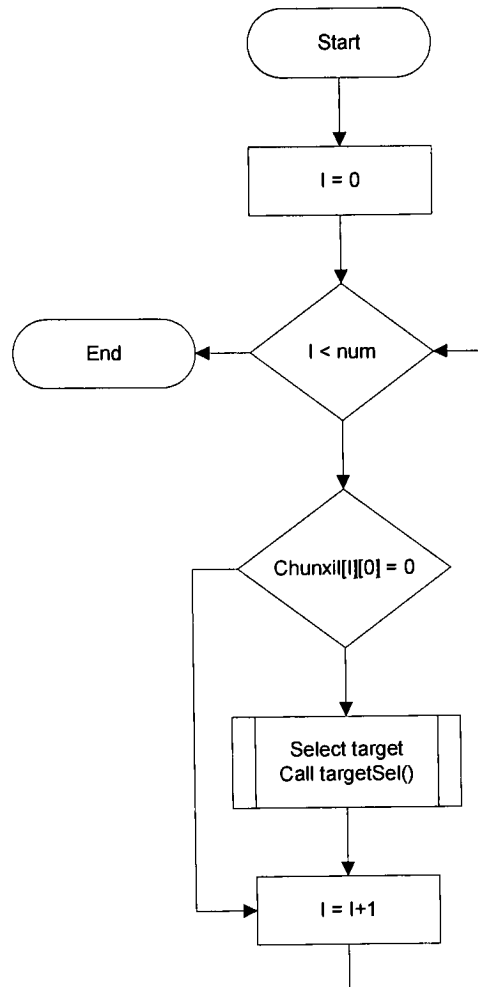 Start
I = 0
I < num
End
Chunxil[I][0] = 0
Select target
Call targetSel()
I = I+1